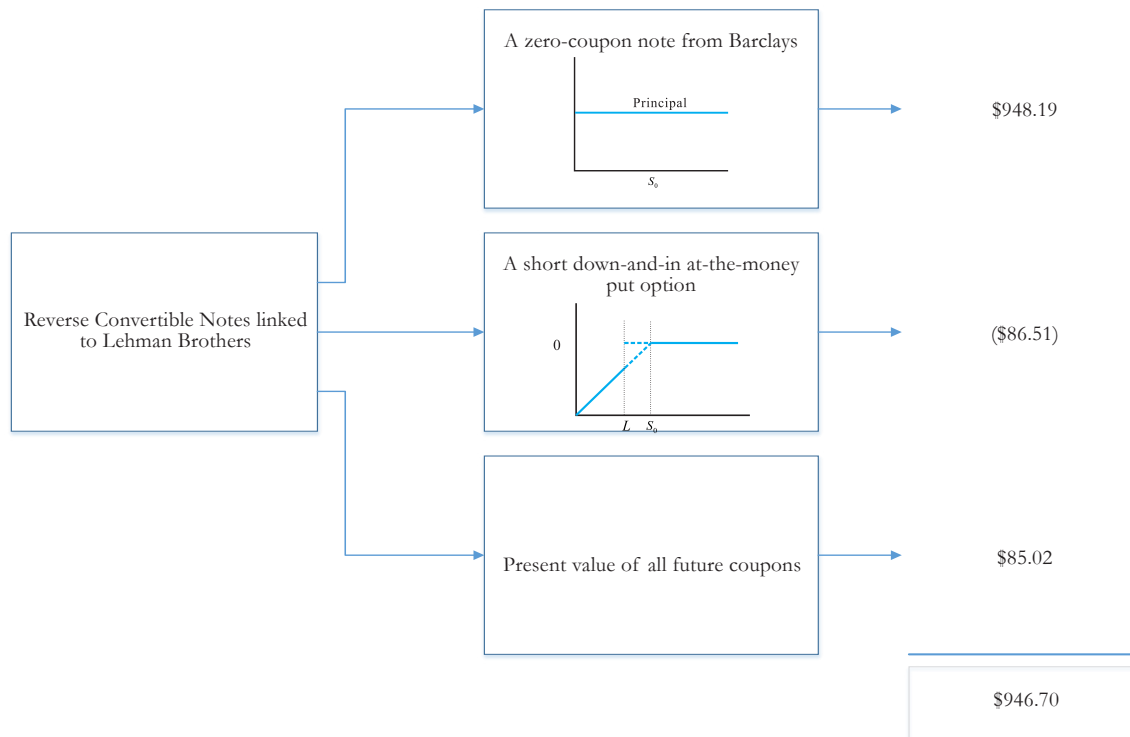 A zero-coupon note from Barclays
Principal
S₀
$948.19
Reverse Convertible Notes linked
to Lehman Brothers
A short down-and-in at-the-money
put option
0
L S₀
($86.51)
Present value of all future coupons
$85.02
$946.70